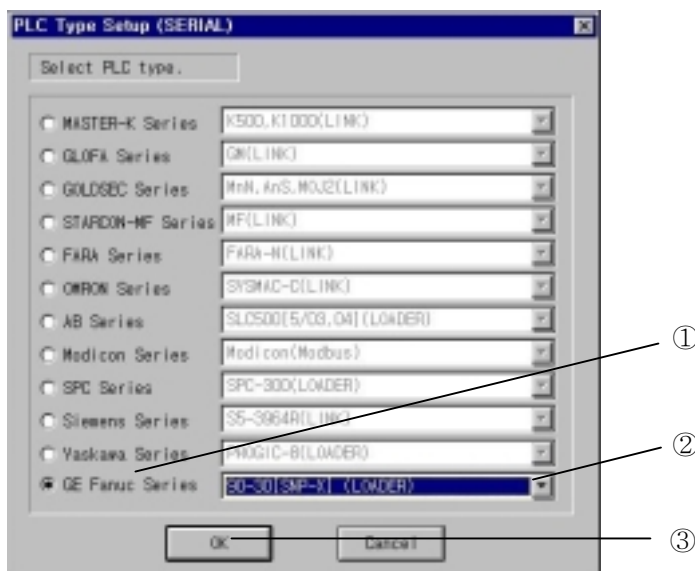 PLC Type Setup (SERIAL)
Select PLC type.
MASTER-K Series K500,K1000(LINK)
GLOFA Series GM(LINK)
GOLDSEC Series MnN,AnS,MOJ2(LINK)
STARCON-MF Series MF(LINK)
FARA Series FARA-N(LINK)
OMRON Series SYSMAC-C(LINK)
AB Series SLC500[5/03,04](LOADER)
①
Modicon Series Modicon(Modbus)
SPC Series SPC-300(LOADER)
Siemens Series S5-3964R(LINK)
②
Yaskawa Series PROGIC-8(LOADER)
GE Fanuc Series 90-30[SNP-X] (LOADER)
OK Cancel
③